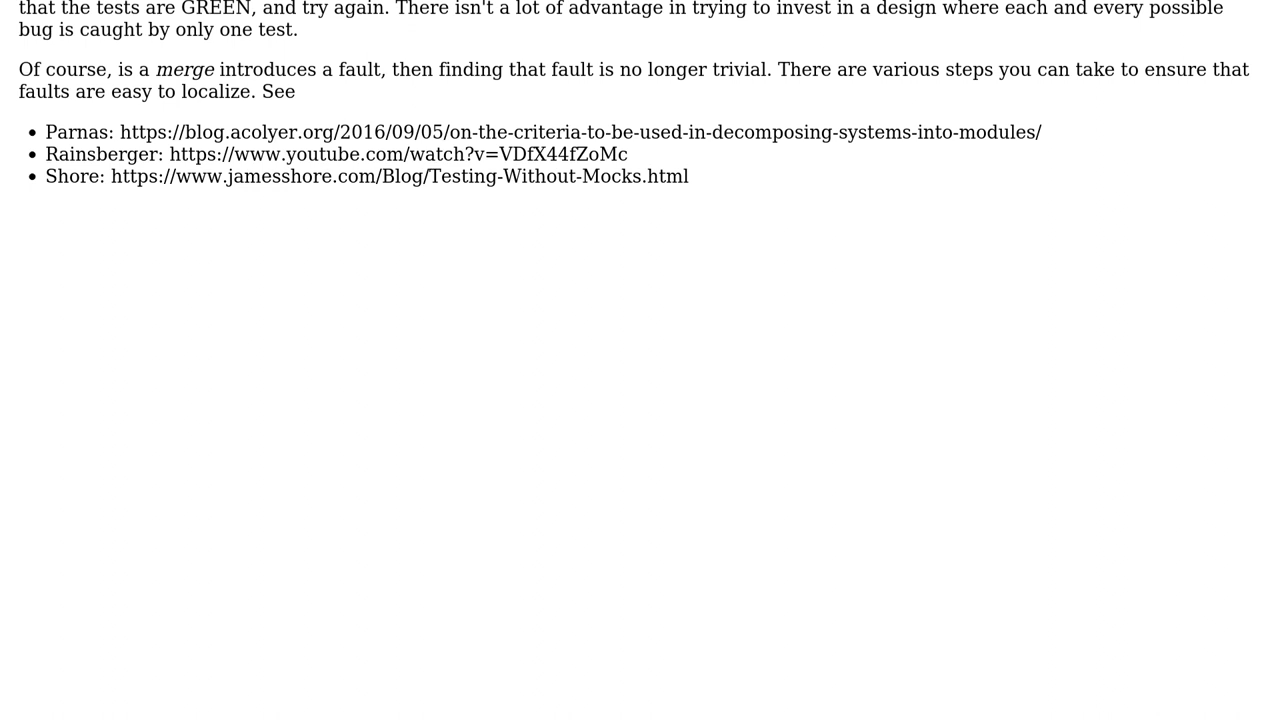 that the tests are GREEN, and try again. There isn't a lot of advantage in trying to invest in a design where each and every possible
bug is caught by only one test.
Of course, is a merge introduces a fault, then finding that fault is no longer trivial. There are various steps you can take to ensure that
faults are easy to localize. See
• Parnas: https://blog.acolyer.org/2016/09/05/on-the-criteria-to-be-used-in-decomposing-systems-into-modules/
• Rainsberger: https://www.youtube.com/watch?v=VDfX44fZoMc
• Shore: https://www.jamesshore.com/Blog/Testing-Without-Mocks.html